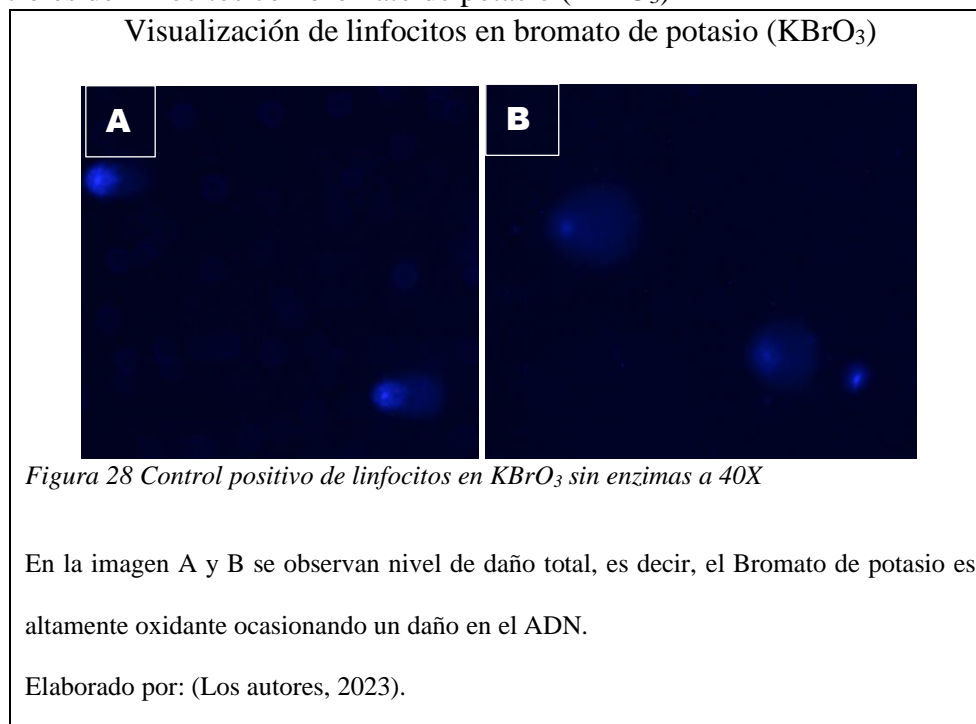 Visualización de linfocitos en bromato de potasio (KBrO₃)
A
B
Figura 28 Control positivo de linfocitos en KBrO₃ sin enzimas a 40X
En la imagen A y B se observan nivel de daño total, es decir, el Bromato de potasio es
altamente oxidante ocasionando un daño en el ADN.
Elaborado por: (Los autores, 2023).